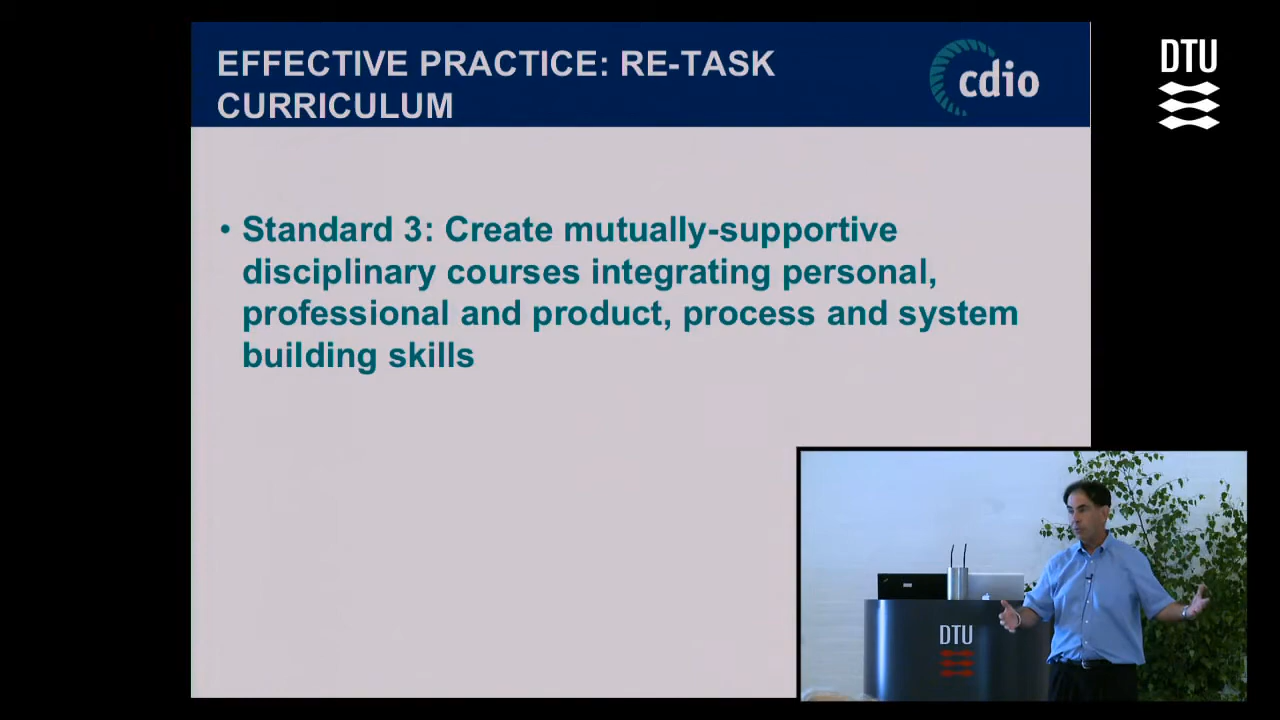 EFFECTIVE PRACTICE: RE-TASK
CURRICULUM
cdio
DTU
• Standard 3: Create mutually-supportive
disciplinary courses integrating personal,
professional and product, process and system
building skills
DTU